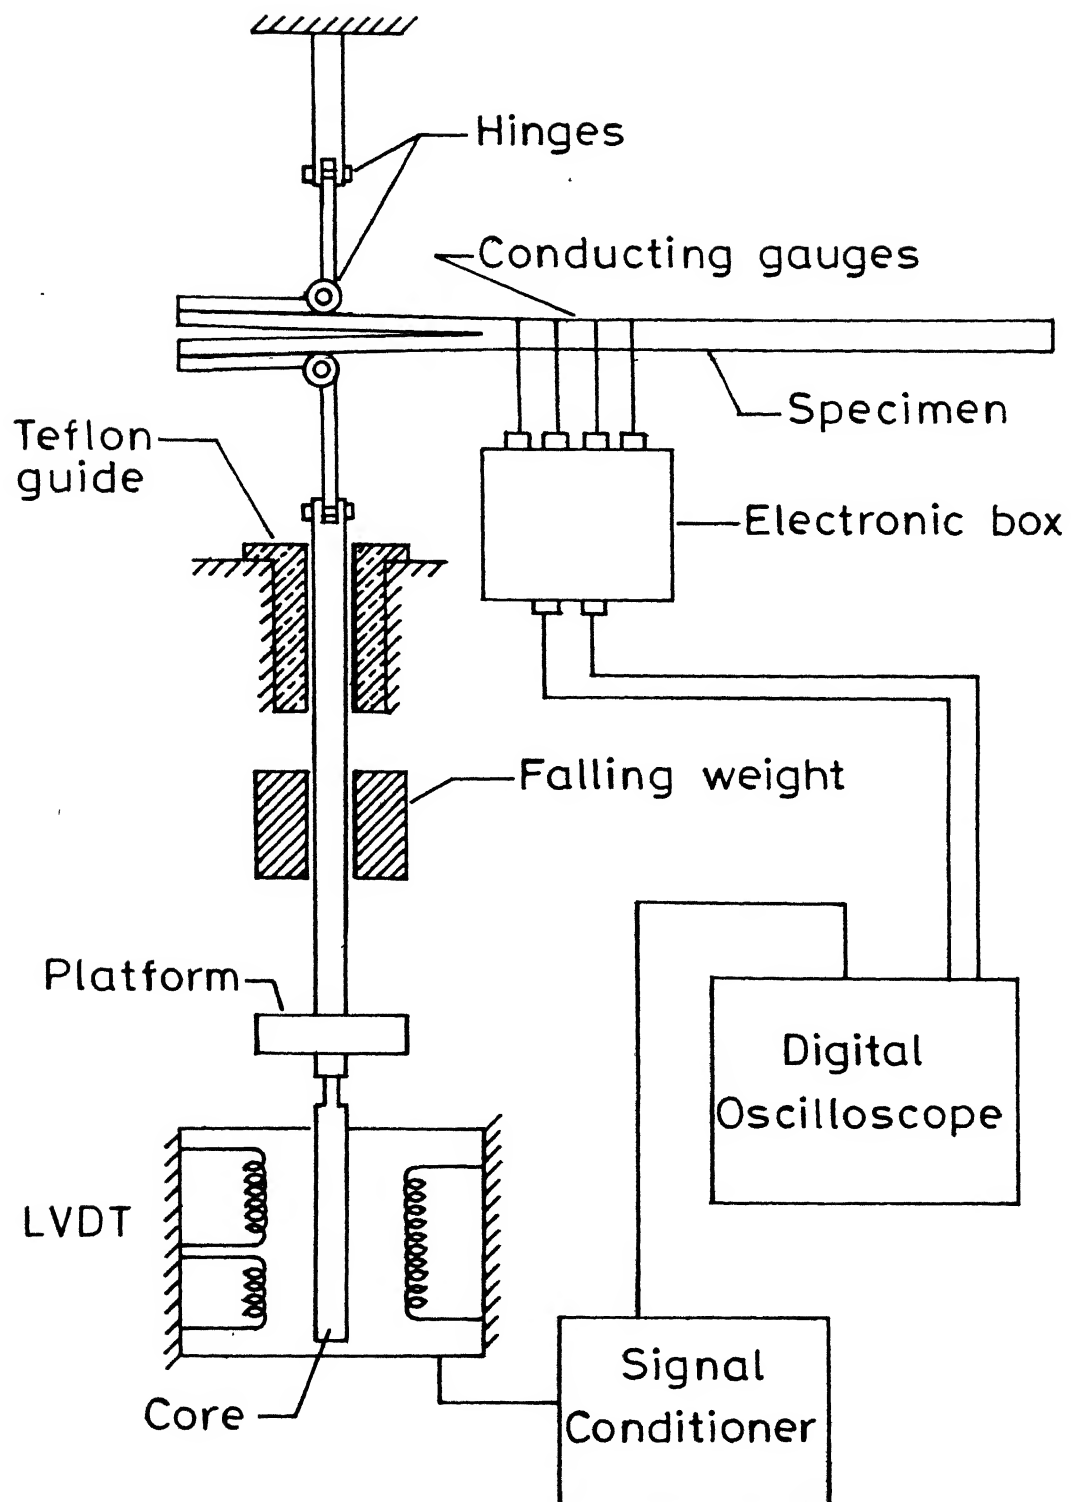 Hinges
Conducting gauges
Specimen
Teflon
guide
Electronic box
Falling weight
Platform
Digital
Oscilloscope
LVDT
Signal
Conditioner
Core